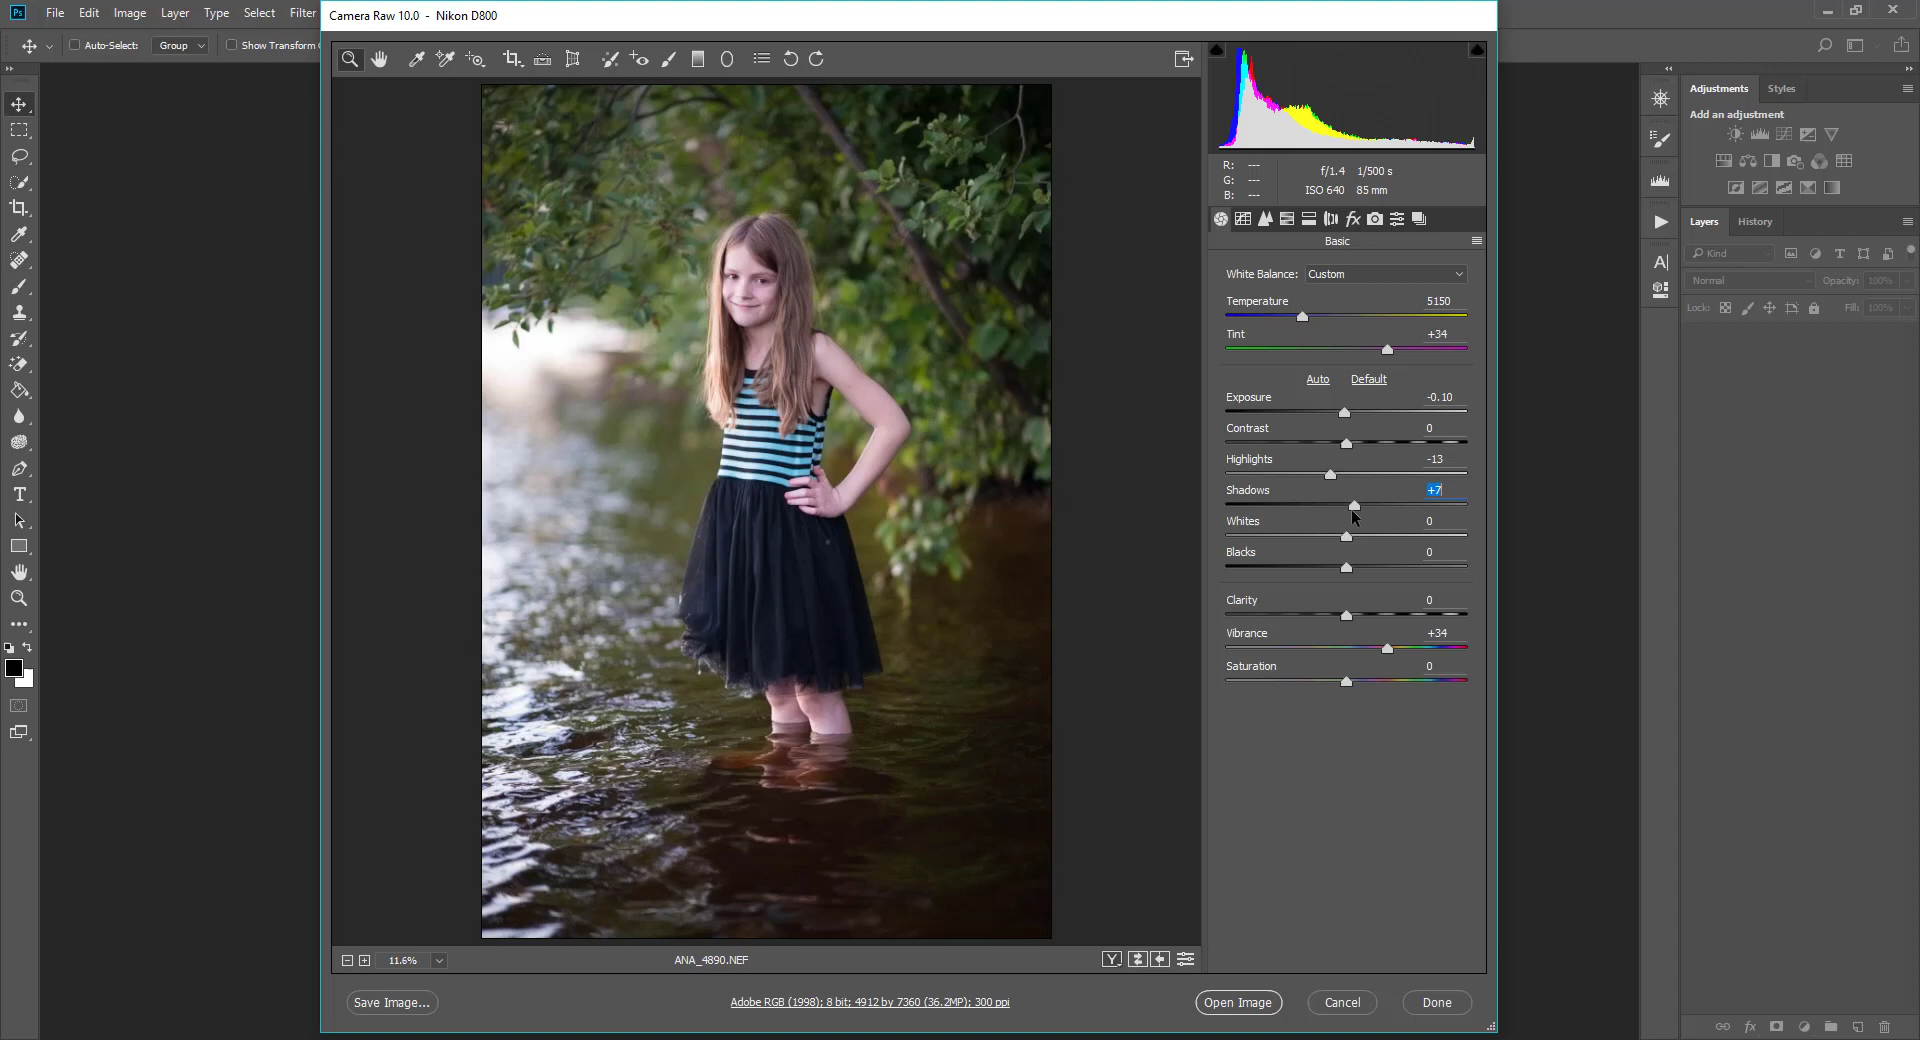 Ps File Edit Image Layer Type Select Filter
Camera Raw 10.0 - Nikon D800
Auto-Select: Group Show Transform C
R: ---
G: ---
B: ---
f/1.4 1/500 s
ISO 640 85 mm
Basic
White Balance: Custom
Temperature 5150
Tint +34
Auto Default
Exposure -0.10
Contrast 0
Highlights -13
Shadows +7
Whites 0
Blacks 0
Clarity 0
Vibrance +34
Saturation 0
Adjustments Styles
Add an adjustment
Layers History
Kind
Normal Opacity: 100%
Lock: Fill: 100%
11.6% ANA_4890.NEF Y
Save Image... Adobe RGB (1998); 8 bit; 4912 by 7360 (36.2MP); 300 ppi Open Image Cancel Done